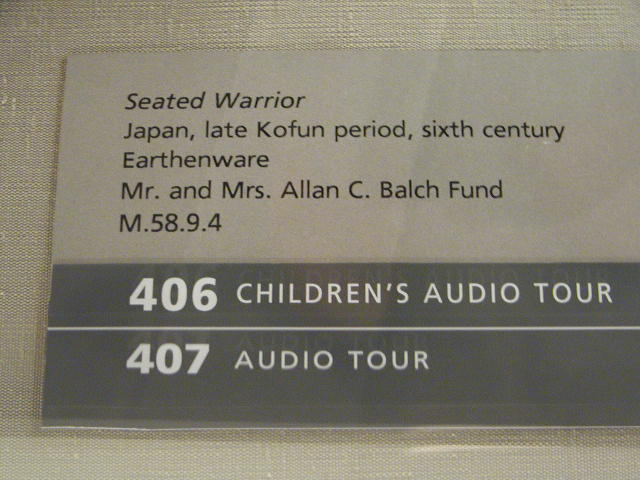 Seated Warrior
Japan, late Kofun period, sixth century
Earthenware
Mr. and Mrs. Allan C. Balch Fund
M.58.9.4
406 CHILDREN'S AUDIO TOUR
407 AUDIO TOUR